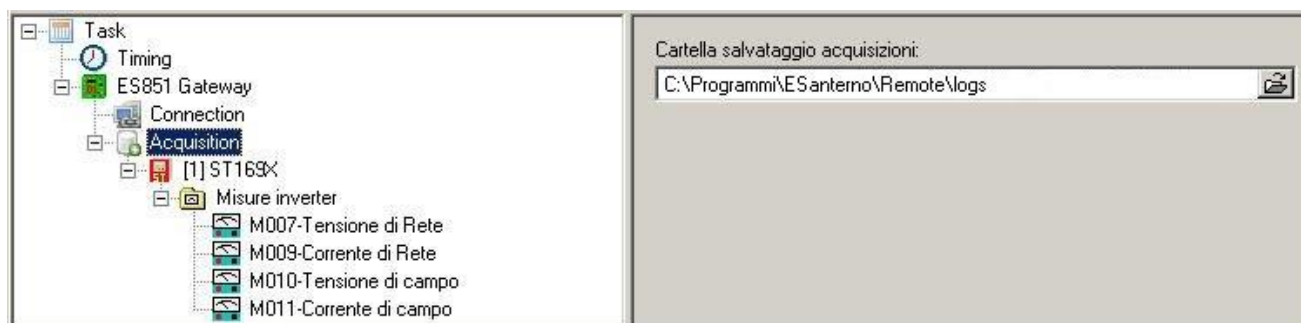 Task
Timing
ES851 Gateway
Connection
Acquisition
[1] ST169X
Misure inverter
M007-Tensione di Rete
M009-Corrente di Rete
M010-Tensione di campo
M011-Corrente di campo
Cartella salvataggio acquisizioni:
C:\Programmi\ESanterno\Remote\logs